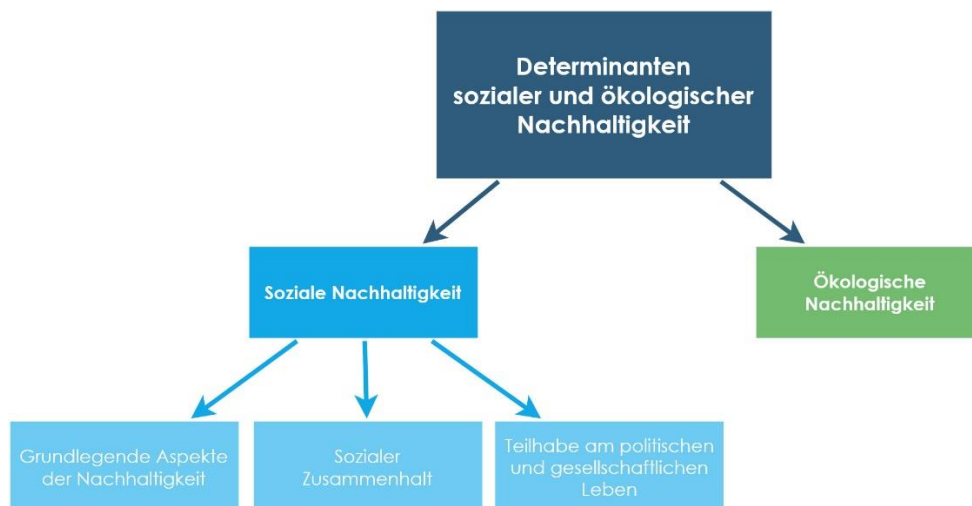 Determinanten
sozialer und ökologischer
Nachhaltigkeit
Soziale Nachhaltigkeit
Ökologische
Nachhaltigkeit
Grundlegende Aspekte
der Nachhaltigkeit
Sozialer
Zusammenhalt
Teilhabe am politischen
und gesellschaftlichen
Leben